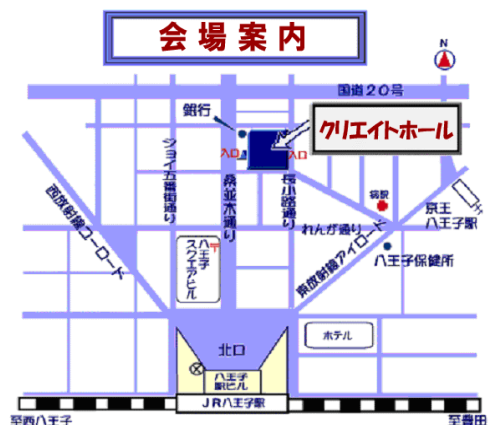 会場案内
N
国道20号
銀行
クリエイトホール
入口
入口
ジョイ五番街通り
桑並木通り
長小路通り
病院
京王
八王子駅
西放射線ユーロード
れんが通り
八王子保健所
東放射線アイロード
八王子
スクエアビル
〒
北口
ホテル
八王子
駅ビル
JR八王子駅
至西八王子
至豊田